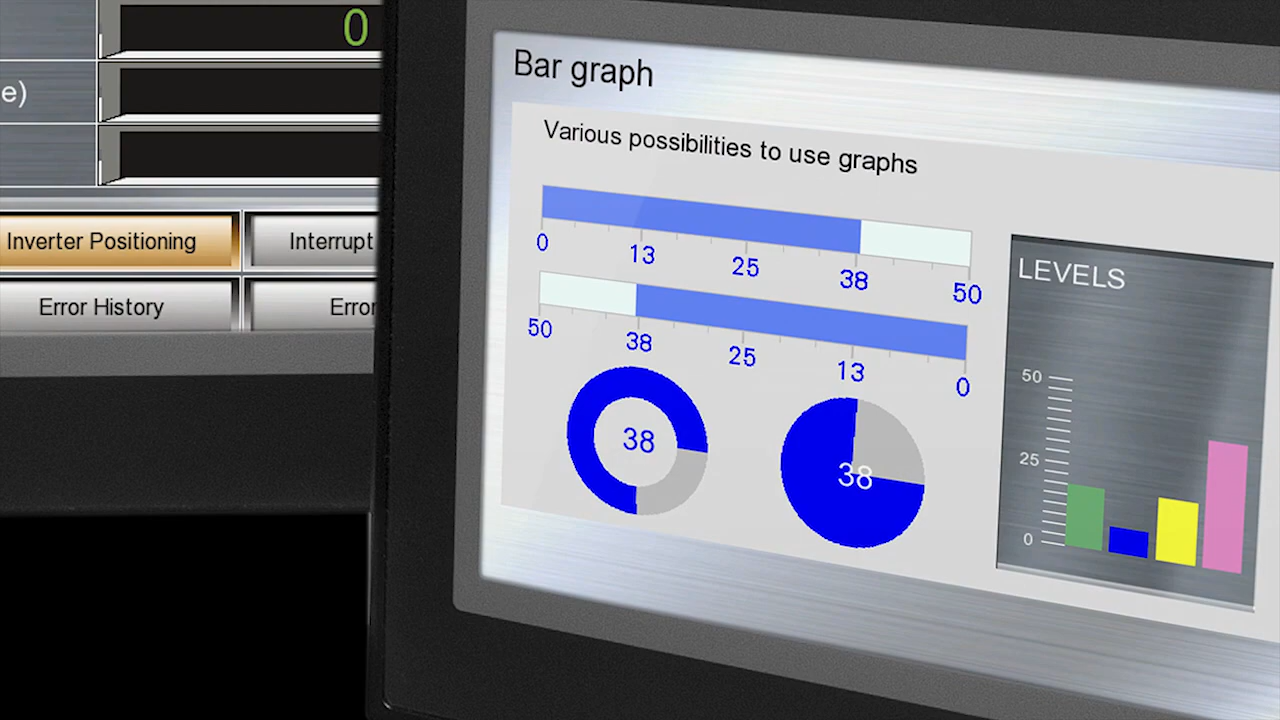 0
e)
Inverter Positioning
Interrupt
Error History
Error
Bar graph
Various possibilities to use graphs
0 13 25 38 50
50 38 25 13 0
38
38
LEVELS
50
25
0